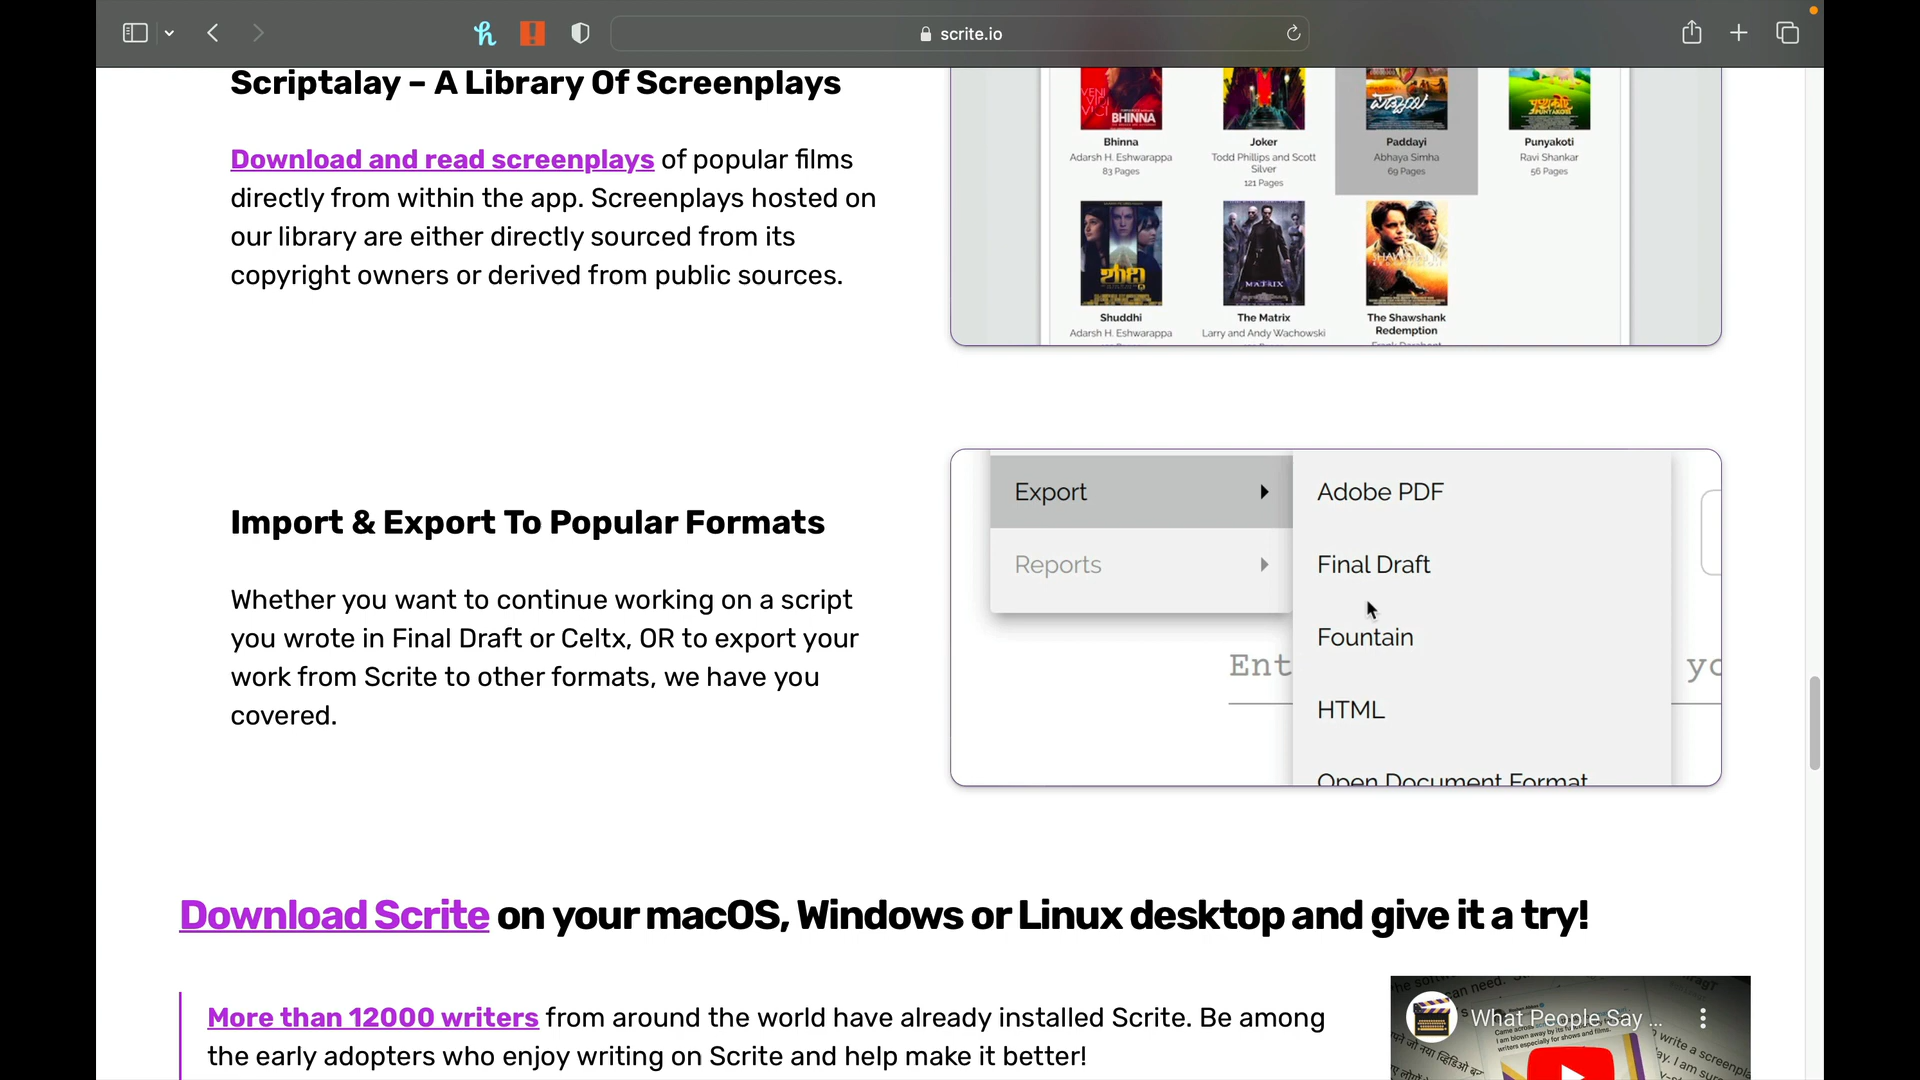 scrite.io
Scriptalay – A Library Of Screenplays
Download and read screenplays of popular films
directly from within the app. Screenplays hosted on
our library are either directly sourced from its
copyright owners or derived from public sources.
VENI
VIDI
VICI
BHINNA
Bhinna
Adarsh H. Eshwarappa
83 Pages
Joker
Todd Phillips and Scott
Silver
121 Pages
Paddayi
Abhaya Simha
69 Pages
Punyakoti
Ravi Shankar
56 Pages
ಶುದ್ಧಿ
Shuddhi
Adarsh H. Eshwarappa
MATRIX
The Matrix
Larry and Andy Wachowski
The Shawshank
Redemption
Import & Export To Popular Formats
Whether you want to continue working on a script
you wrote in Final Draft or Celtx, OR to export your
work from Scrite to other formats, we have you
covered.
Export
Reports
Adobe PDF
Final Draft
Fountain
HTML
Open Document Format
Ent
yo
Download Scrite on your macOS, Windows or Linux desktop and give it a try!
More than 12000 writers from around the world have already installed Scrite. Be among
the early adopters who enjoy writing on Scrite and help make it better!
What People Say ...